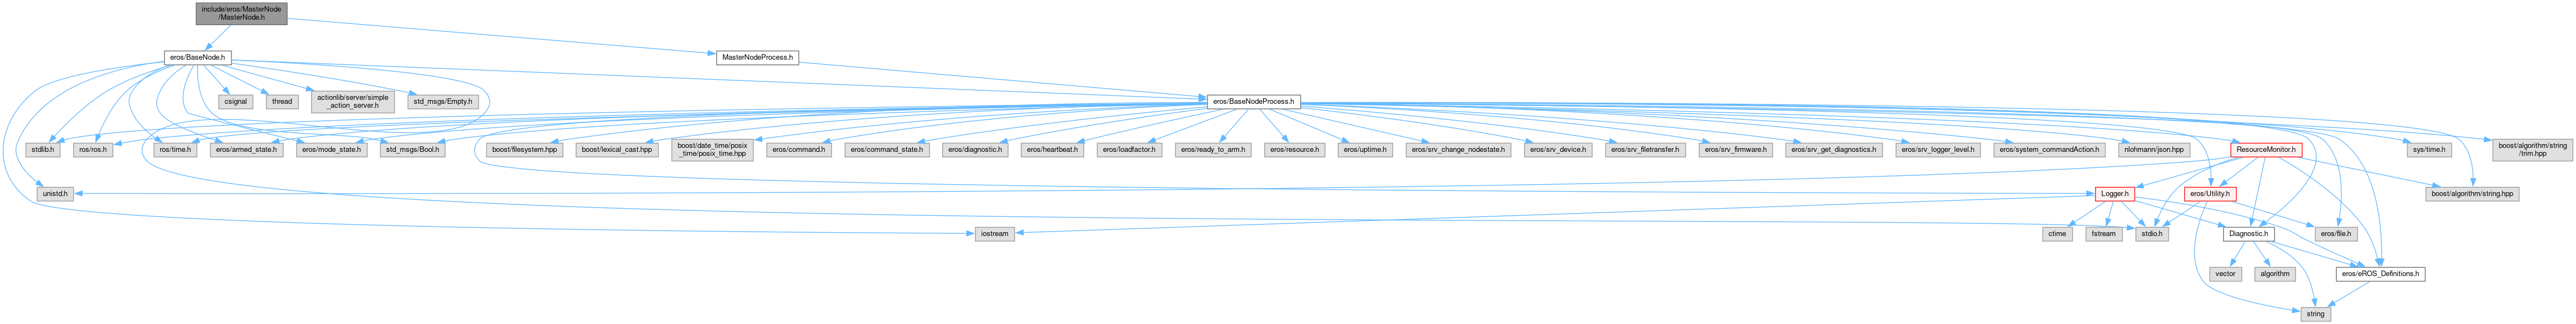 include/eros/MasterNode
/MasterNode.h
eros/BaseNode.h
MasterNodeProcess.h
csignal
thread
actionlib/server/simple
_action_server.h
std_msgs/Empty.h
eros/BaseNodeProcess.h
stdlib.h
ros/ros.h
ros/time.h
eros/armed_state.h
eros/mode_state.h
std_msgs/Bool.h
boost/filesystem.hpp
boost/lexical_cast.hpp
boost/date_time/posix
_time/posix_time.hpp
eros/command.h
eros/command_state.h
eros/diagnostic.h
eros/heartbeat.h
eros/loadfactor.h
eros/ready_to_arm.h
eros/resource.h
eros/uptime.h
eros/srv_change_nodestate.h
eros/srv_device.h
eros/srv_filetransfer.h
eros/srv_firmware.h
eros/srv_get_diagnostics.h
eros/srv_logger_level.h
eros/system_commandAction.h
nlohmann/json.hpp
ResourceMonitor.h
sys/time.h
boost/algorithm/string
/trim.hpp
unistd.h
Logger.h
eros/Utility.h
boost/algorithm/string.hpp
iostream
ctime
fstream
stdio.h
Diagnostic.h
eros/file.h
vector
algorithm
eros/eROS_Definitions.h
string